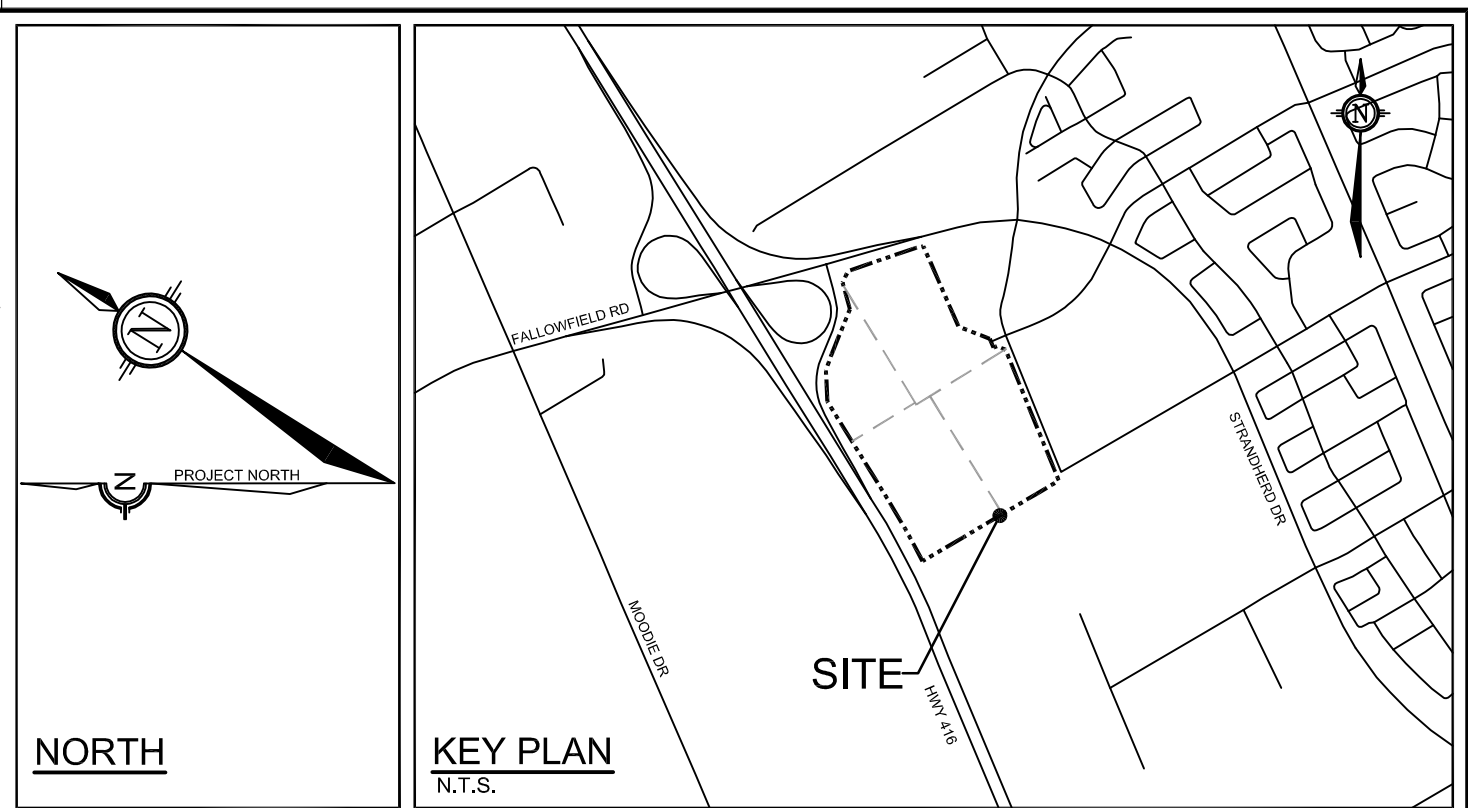 N
N
PROJECT NORTH
NORTH
N
FALLOWFIELD RD
STRANDHERD DR
MOODIE DR
SITE
HWY 416
KEY PLAN
N.T.S.